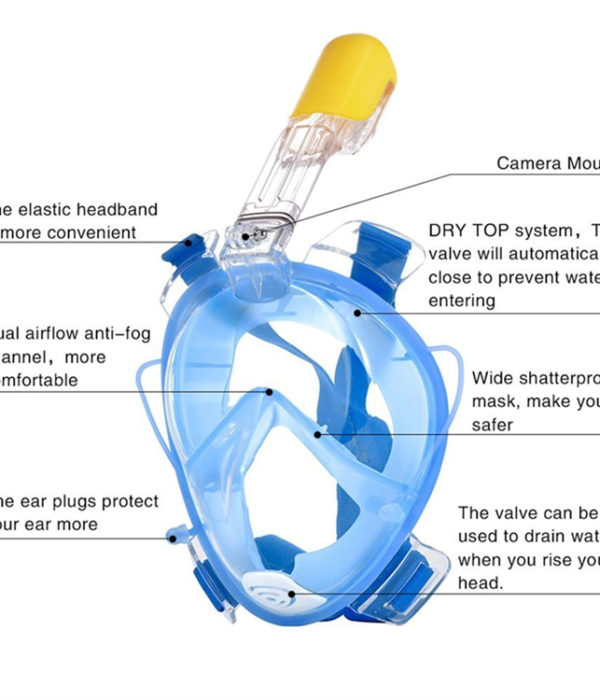 Camera Mou
ne elastic headband
more convenient
DRY TOP system, T
valve will automatica
close to prevent wate
entering
ual airflow anti-fog
annel, more
mfortable
Wide shatterpro
mask, make you
safer
ne ear plugs protect
our ear more
The valve can be
used to drain wat
when you rise you
head.